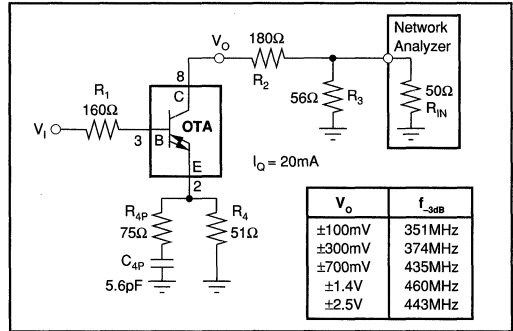 V_O
180Ω
R_2
Network
Analyzer
R_1
160Ω
8
C
OTA
56Ω
R_3
50Ω
R_IN
V_I
3
B
E
2
I_Q = 20mA
R_4P
75Ω
R_4
51Ω
C_4P
5.6pF
V_O f_–3dB
±100mV 351MHz
±300mV 374MHz
±700mV 435MHz
±1.4V 460MHz
±2.5V 443MHz